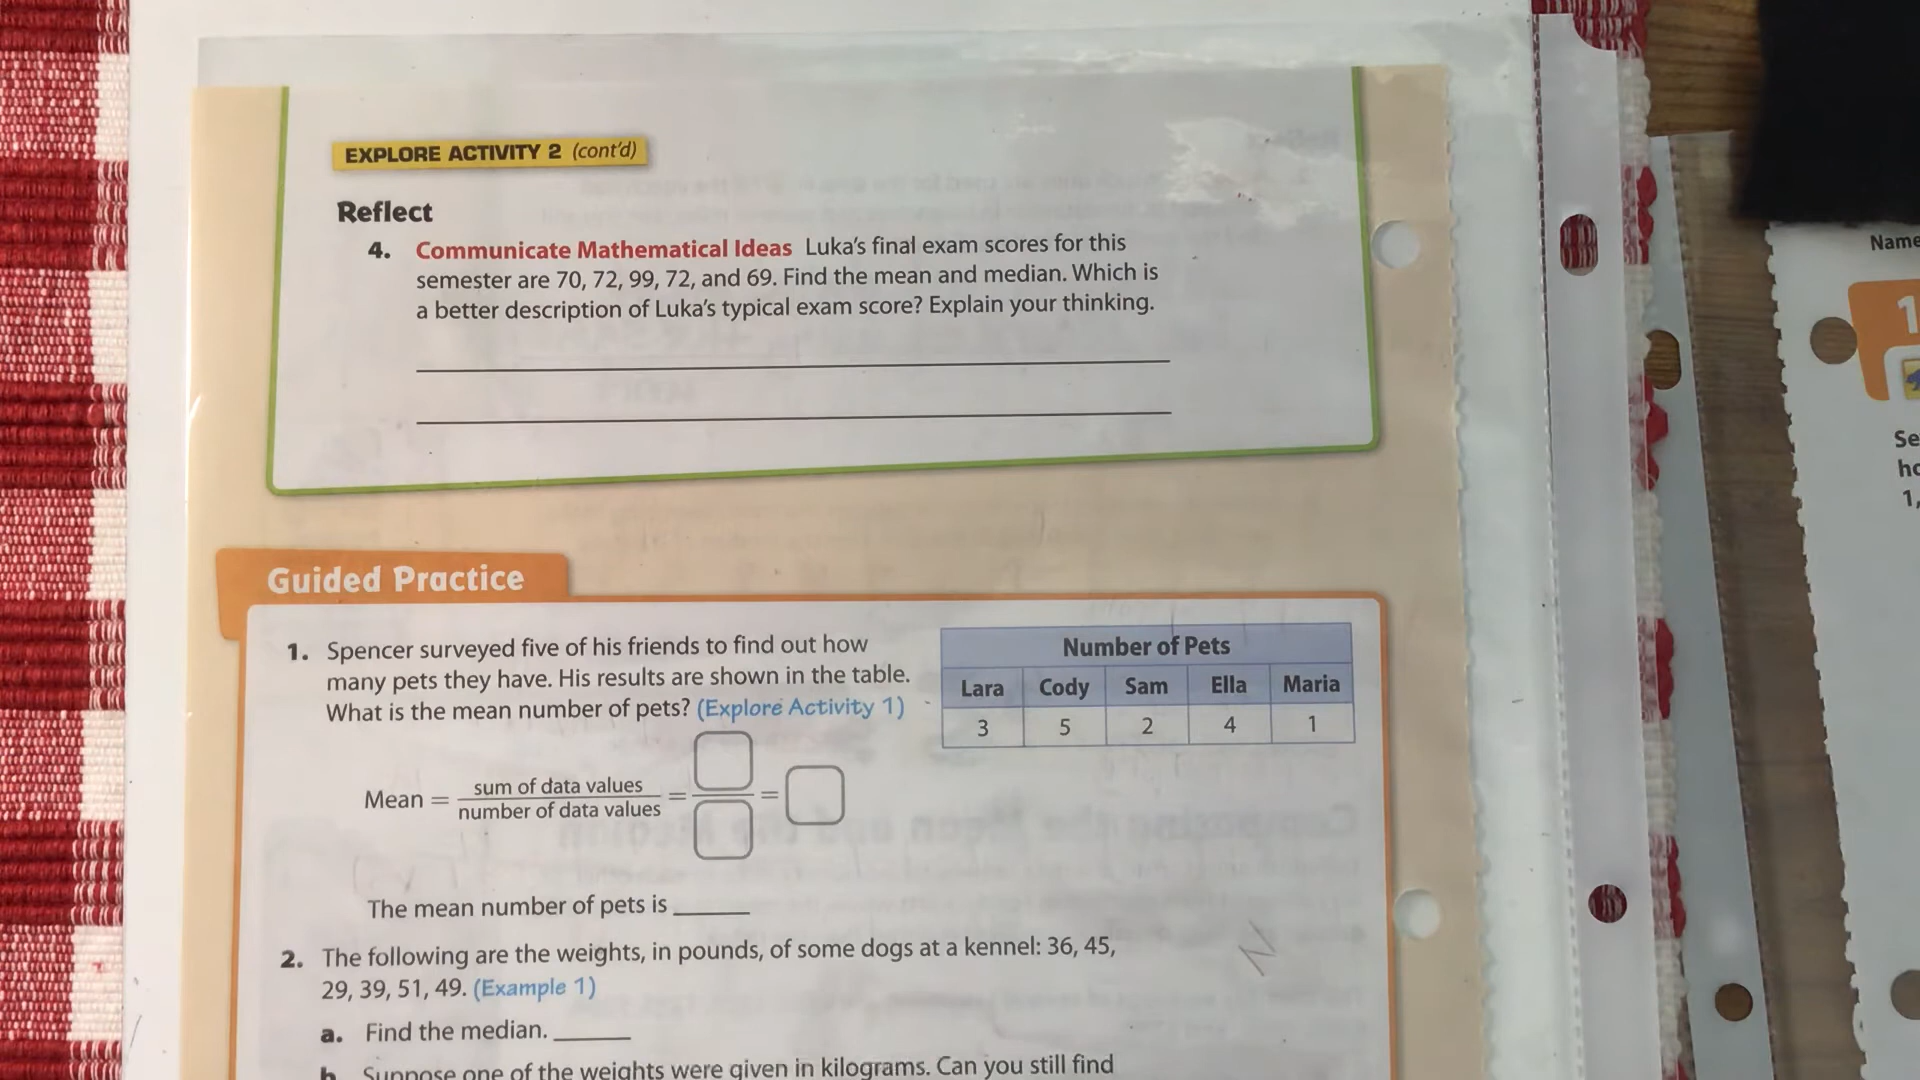 EXPLORE ACTIVITY 2 (cont'd)
Reflect
4. Communicate Mathematical Ideas Luka's final exam scores for this
semester are 70, 72, 99, 72, and 69. Find the mean and median. Which is
a better description of Luka's typical exam score? Explain your thinking.
Guided Practice
1. Spencer surveyed five of his friends to find out how
many pets they have. His results are shown in the table.
What is the mean number of pets? (Explore Activity 1)
Number of Pets
Lara Cody Sam Ella Maria
3 5 2 4 1
Mean = sum of data values / number of data values = =
The mean number of pets is
2. The following are the weights, in pounds, of some dogs at a kennel: 36, 45,
29, 39, 51, 49. (Example 1)
a. Find the median.
b. Suppose one of the weights were given in kilograms. Can you still find
Name
1
Se
1,